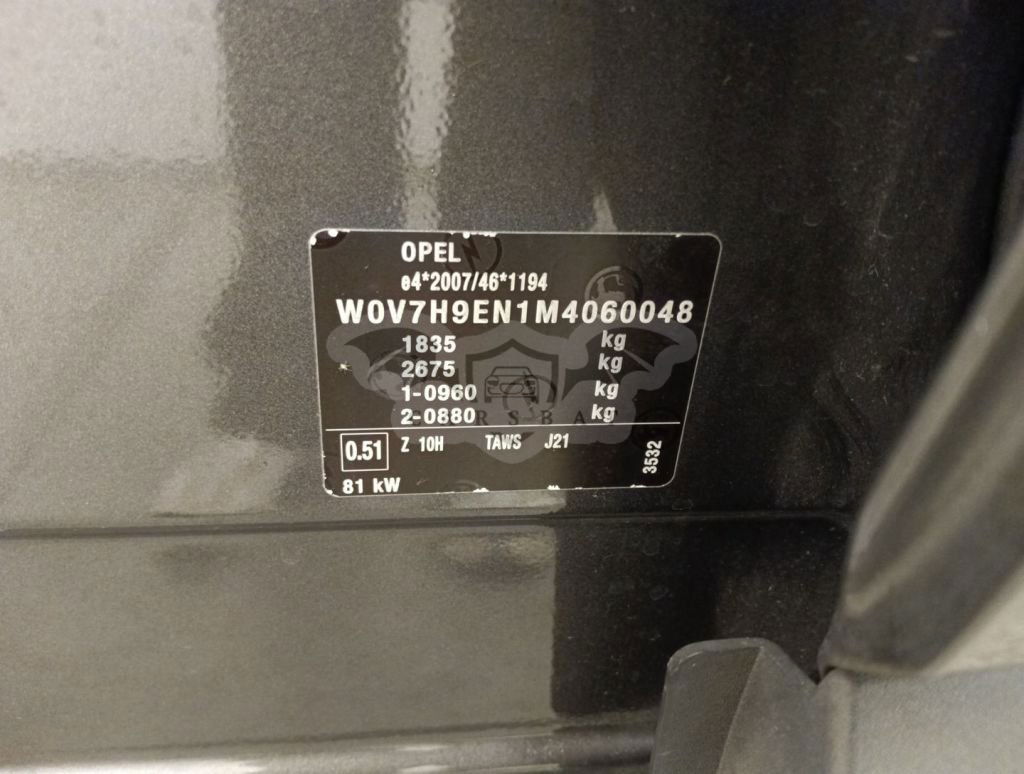 OPEL
e4*2007/46*1194
W0V7H9EN1M4060048
1835 kg
2675 kg
1-0960 kg
2-0880 kg
0.51 Z 10H TAWS J21
81 kW
3532